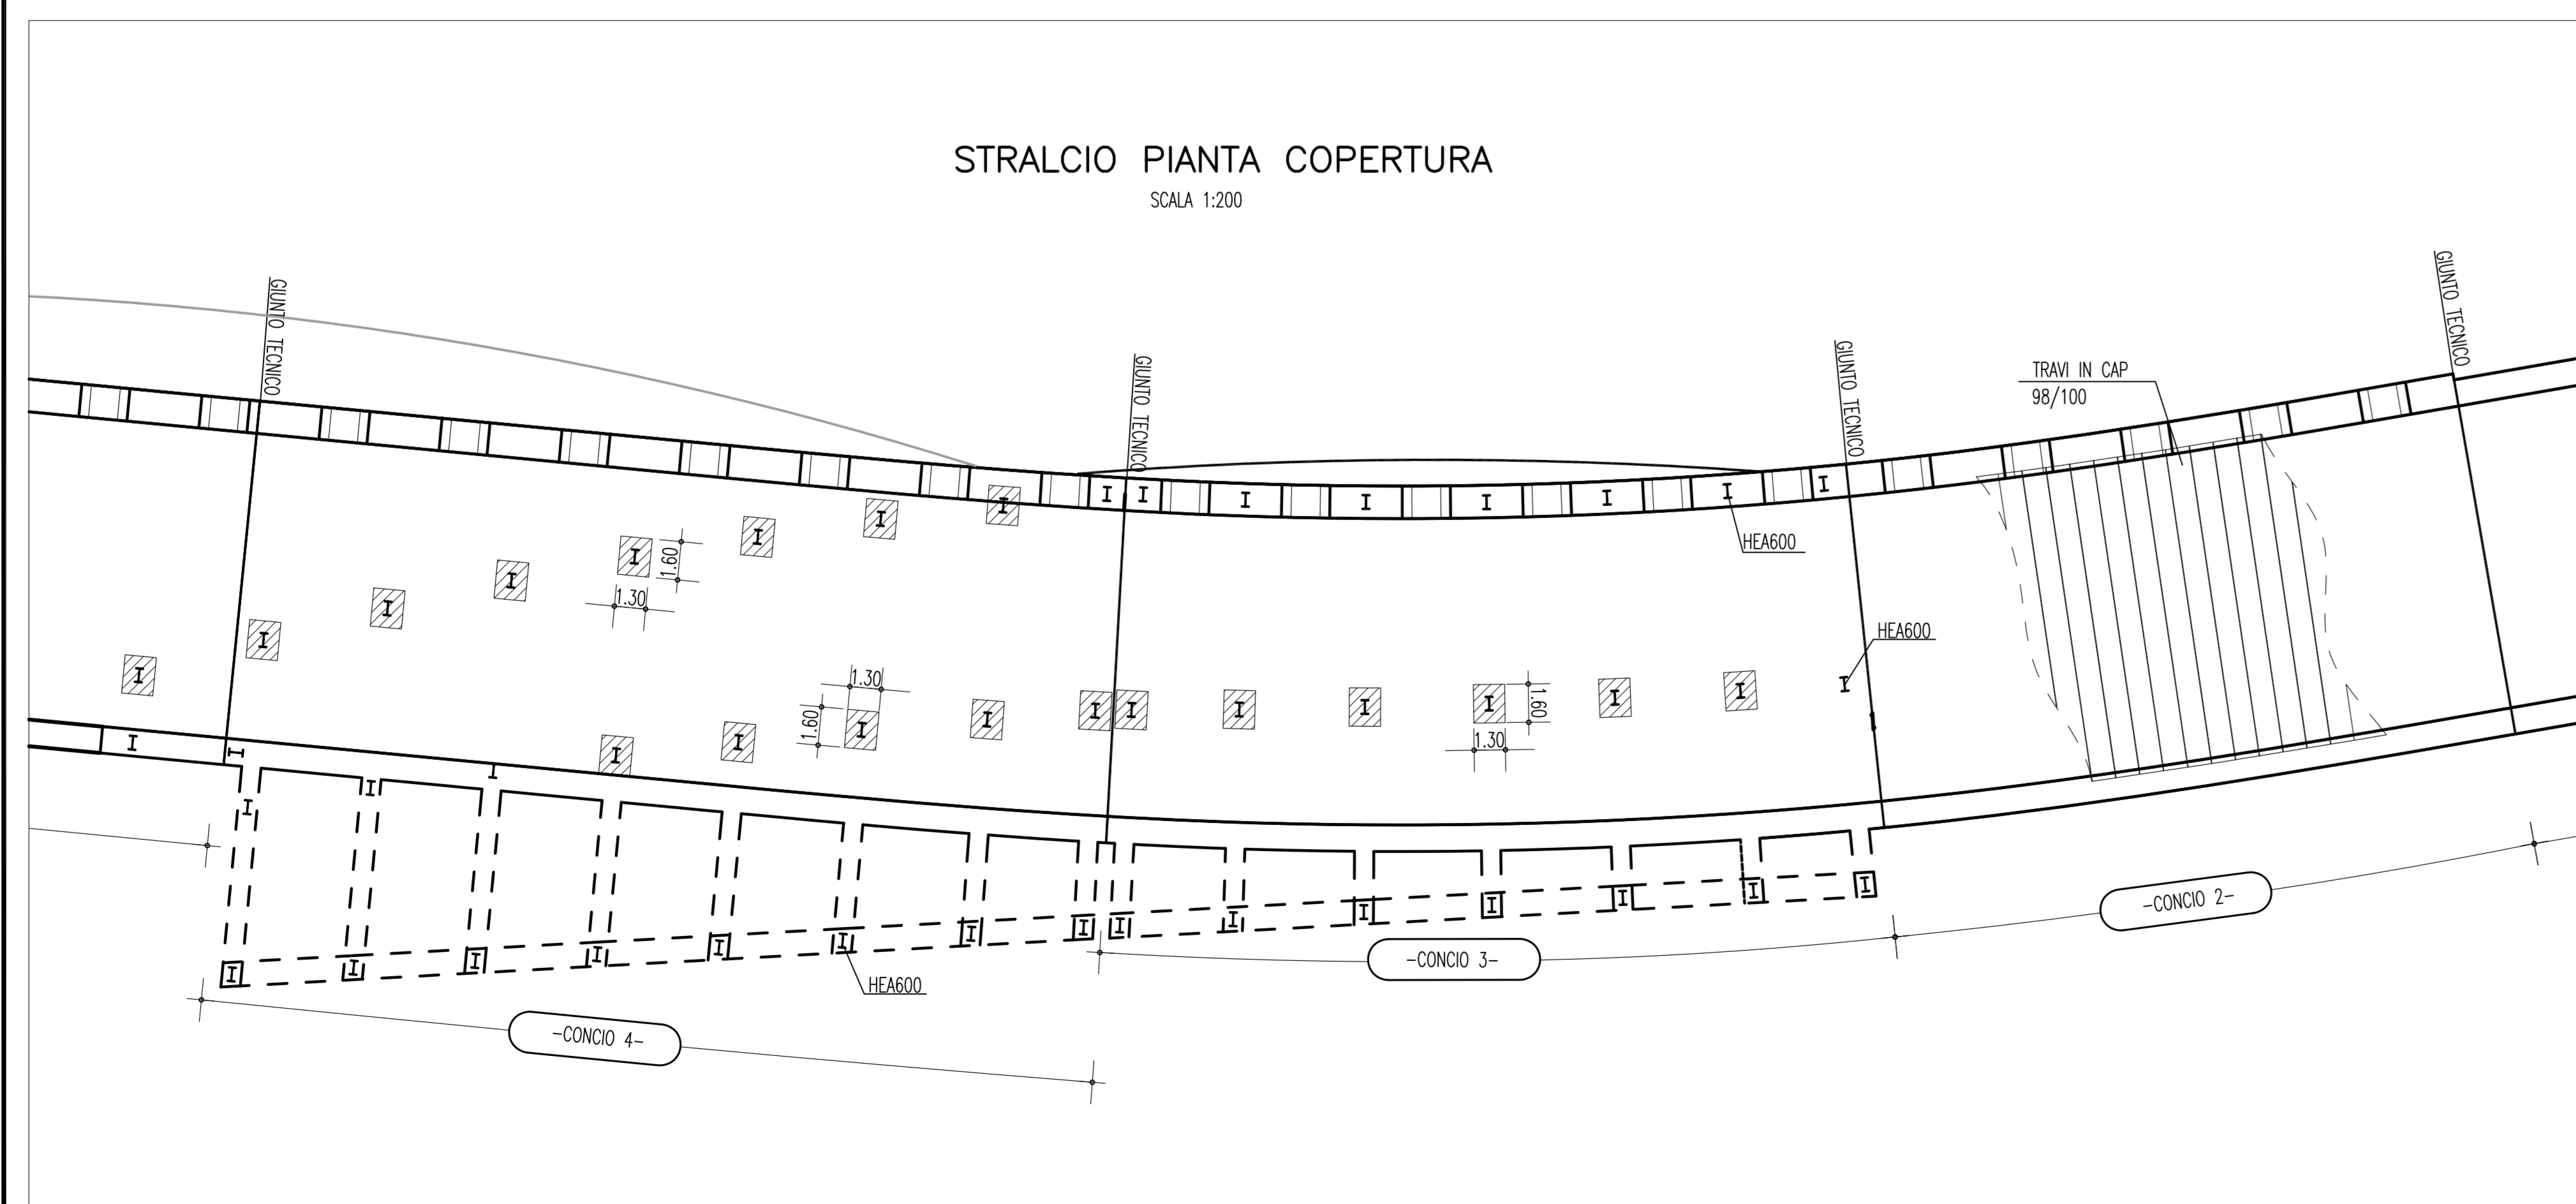 STRALCIO PIANTA COPERTURA
SCALA 1:200
GIUNTO TECNICO
GIUNTO TECNICO
GIUNTO TECNICO
GIUNTO TECNICO
TRAVI IN CAP
98/100
HEA600
1.60
1.30
HEA600
1.30
1.60
1.60
1.30
HEA600
-CONCIO 2-
-CONCIO 3-
-CONCIO 4-